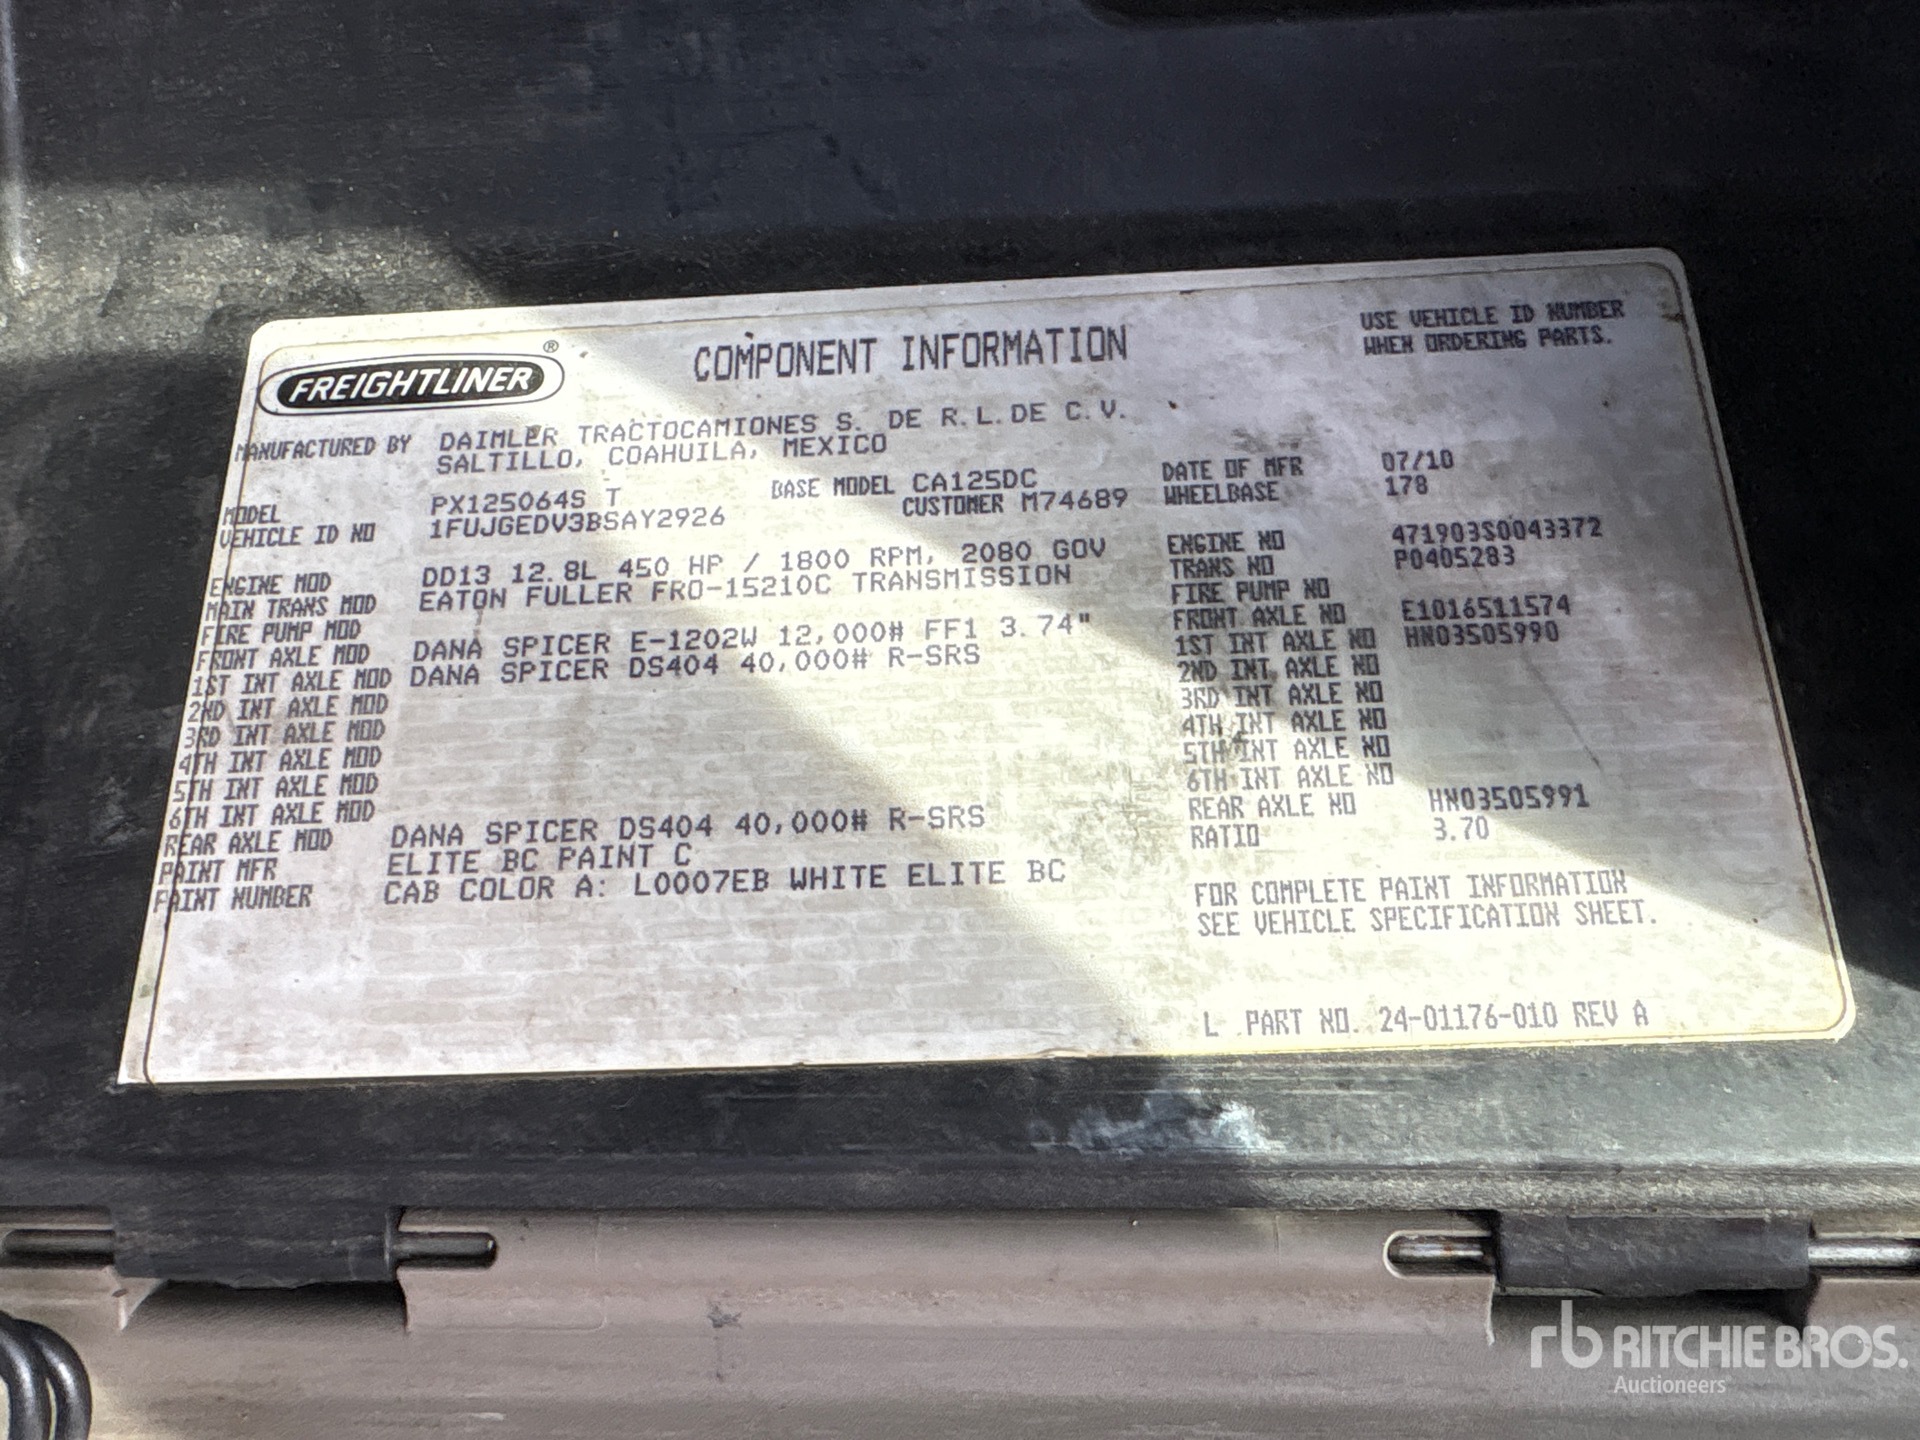 FREIGHTLINER ®
COMPONENT INFORMATION
USE VEHICLE ID NUMBER
WHEN ORDERING PARTS.
MANUFACTURED BY DAIMLER TRACTOCAMIONES S. DE R.L.DE C.V.
SALTILLO, COAHUILA, MEXICO
MODEL PX125064S T BASE MODEL CA125DC DATE OF MFR 07/10
VEHICLE ID NO 1FUJGEDV3BSAY2926 CUSTOMER M74689 WHEELBASE 178
ENGINE MOD DD13 12.8L 450 HP / 1800 RPM, 2080 GOV ENGINE NO 471903S0043372
MAIN TRANS MOD EATON FULLER FRO-15210C TRANSMISSION TRANS NO P0405283
FIRE PUMP MOD FIRE PUMP NO
FRONT AXLE MOD DANA SPICER E-1202W 12,000# FF1 3.74" FRONT AXLE NO E1016511574
1ST INT AXLE MOD DANA SPICER DS404 40,000# R-SRS 1ST INT AXLE NO HN03505990
2ND INT AXLE MOD 2ND INT AXLE NO
3RD INT AXLE MOD 3RD INT AXLE NO
4TH INT AXLE MOD 4TH INT AXLE NO
5TH INT AXLE MOD 5TH INT AXLE NO
6TH INT AXLE MOD 6TH INT AXLE NO
REAR AXLE MOD DANA SPICER DS404 40,000# R-SRS REAR AXLE NO HN03505991
PAINT MFR ELITE BC PAINT C RATIO 3.70
PAINT NUMBER CAB COLOR A: L0007EB WHITE ELITE BC
FOR COMPLETE PAINT INFORMATION
SEE VEHICLE SPECIFICATION SHEET.
L PART NO. 24-01176-010 REV A
rb RITCHIE BROS.
Auctioneers